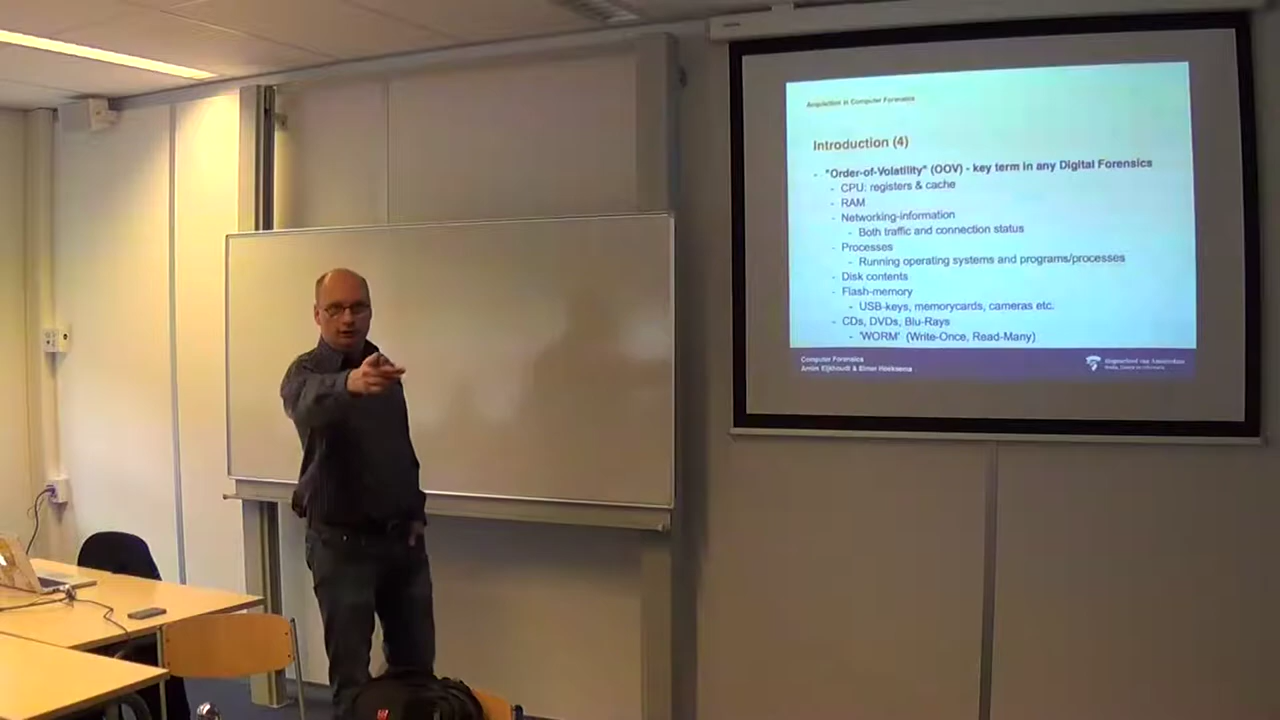 Acquisition in Computer Forensics
Introduction (4)
- "Order-of-Volatility" (OOV) - key term in any Digital Forensics
- CPU: registers & cache
- RAM
- Networking-information
- Both traffic and connection status
- Processes
- Running operating systems and programs/processes
- Disk contents
- Flash-memory
- USB-keys, memorycards, cameras etc.
- CDs, DVDs, Blu-Rays
- 'WORM' (Write-Once, Read-Many)
Computer Forensics
Arnim Eijkhoudt & Elmer Hoeksema
Hogeschool van Amsterdam